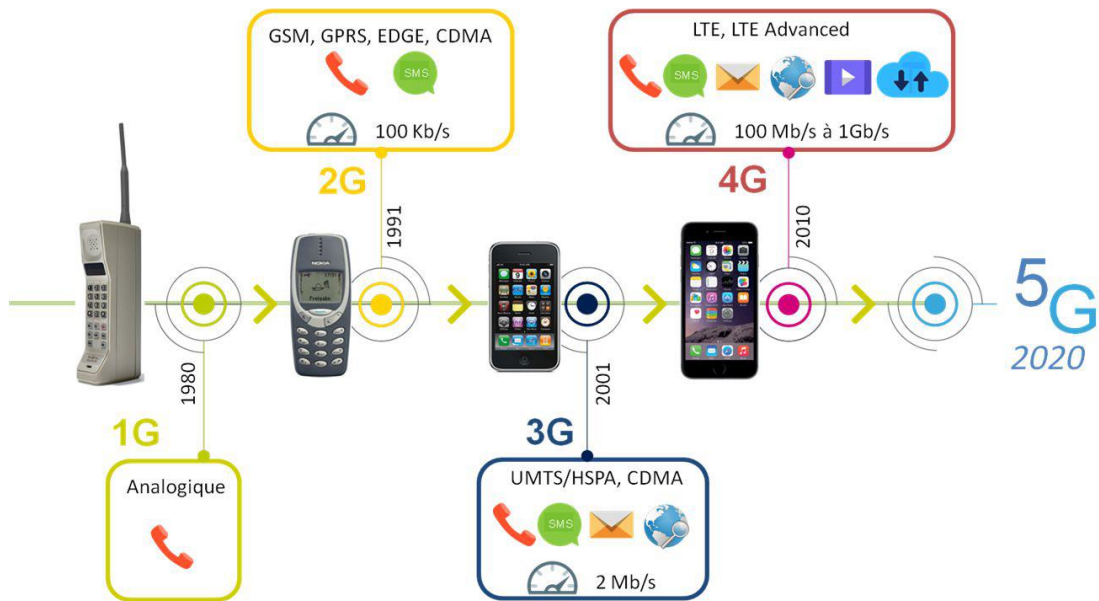 GSM, GPRS, EDGE, CDMA
SMS
100 Kb/s
2G
1991
LTE, LTE Advanced
SMS
100 Mb/s à 1Gb/s
4G
2010
NOKIA
5G
2020
1980
1G
Analogique
2001
3G
UMTS/HSPA, CDMA
SMS
2 Mb/s